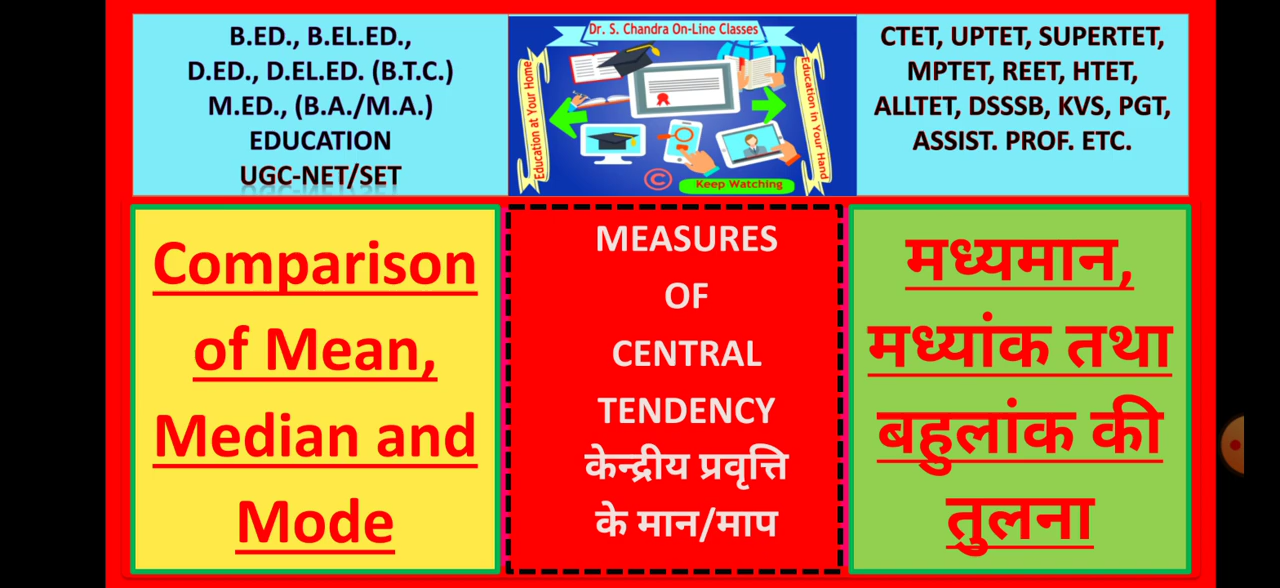 B.ED., B.EL.ED.,
D.ED., D.EL.ED. (B.T.C.)
M.ED., (B.A./M.A.)
EDUCATION
UGC-NET/SET
Dr. S. Chandra On-Line Classes
Education at Your Home
Education in Your Hand
©
Keep Watching
CTET, UPTET, SUPERTET,
MPTET, REET, HTET,
ALLTET, DSSSB, KVS, PGT,
ASSIST. PROF. ETC.
Comparison
of Mean,
Median and
Mode
MEASURES
OF
CENTRAL
TENDENCY
केन्द्रीय प्रवृत्ति
के मान/माप
मध्यमान,
मध्यांक तथा
बहुलांक की
तुलना